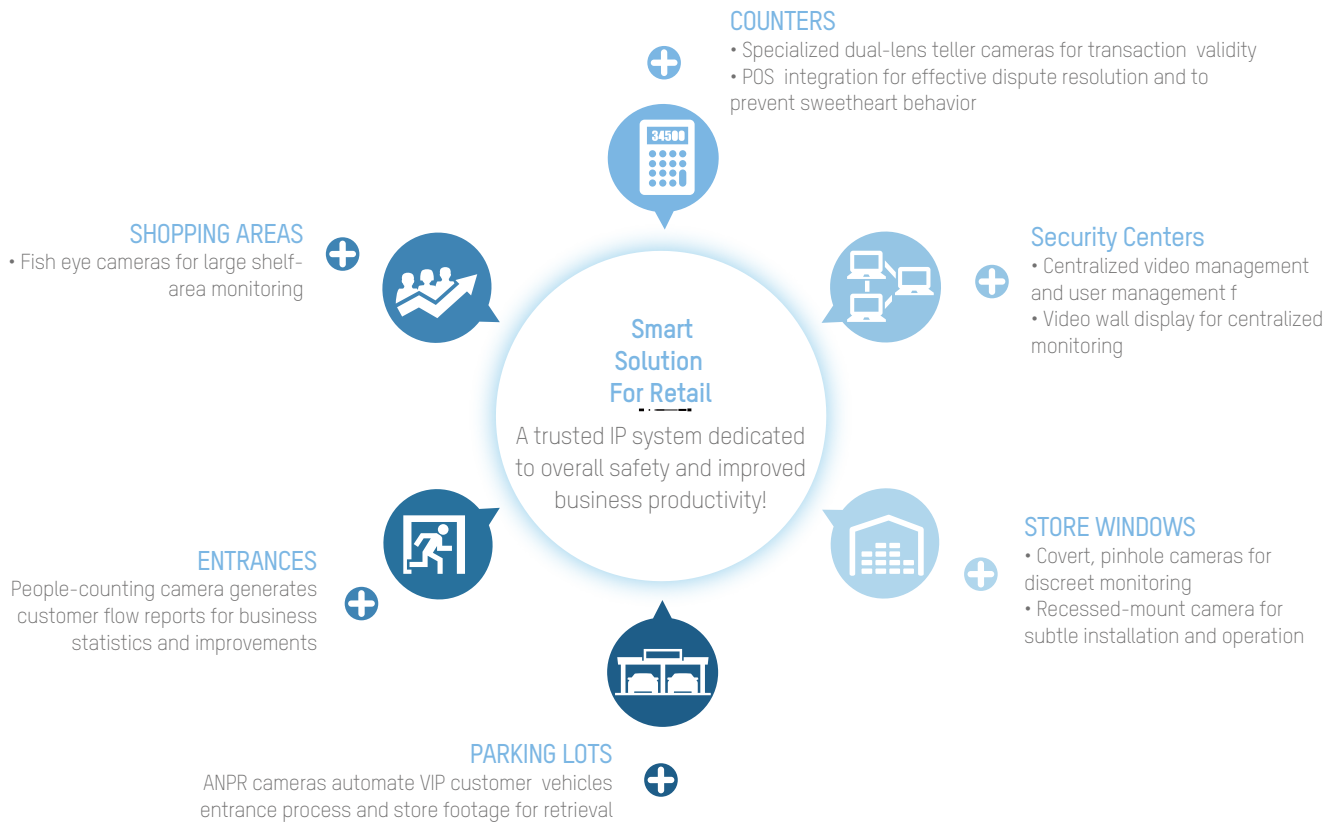 COUNTERS
• Specialized dual-lens teller cameras for transaction validity
• POS integration for effective dispute resolution and to
prevent sweetheart behavior
34500
SHOPPING AREAS
• Fish eye cameras for large shelf-
area monitoring
Security Centers
• Centralized video management
and user management f
• Video wall display for centralized
monitoring
Smart
Solution
For Retail
A trusted IP system dedicated
to overall safety and improved
business productivity!
ENTRANCES
People-counting camera generates
customer flow reports for business
statistics and improvements
STORE WINDOWS
• Covert, pinhole cameras for
discreet monitoring
• Recessed-mount camera for
subtle installation and operation
PARKING LOTS
ANPR cameras automate VIP customer vehicles
entrance process and store footage for retrieval